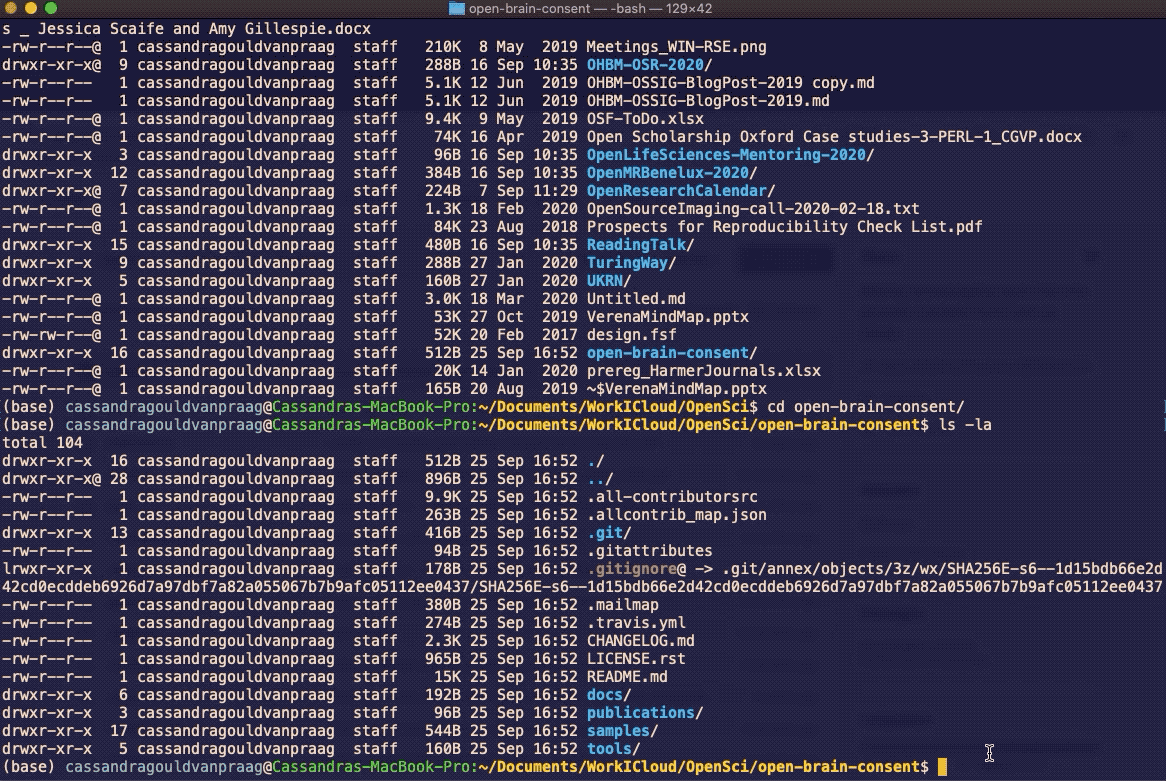 open-brain-consent — -bash — 129×42
s _ Jessica Scaife and Amy Gillespie.docx
-rw-r--r--@  1 cassandragouldvanpraag  staff   210K  8 May  2019 Meetings_WIN-RSE.png
drwxr-xr-x@  9 cassandragouldvanpraag  staff   288B 16 Sep 10:35 OHBM-OSR-2020/
-rw-r--r--   1 cassandragouldvanpraag  staff   5.1K 12 Jun  2019 OHBM-OSSIG-BlogPost-2019 copy.md
-rw-r--r--   1 cassandragouldvanpraag  staff   5.1K 12 Jun  2019 OHBM-OSSIG-BlogPost-2019.md
-rw-r--r--@  1 cassandragouldvanpraag  staff   9.4K  9 May  2019 OSF-ToDo.xlsx
-rw-r--r--@  1 cassandragouldvanpraag  staff    74K 16 Apr  2019 Open Scholarship Oxford Case studies-3-PERL-1_CGVP.docx
drwxr-xr-x   3 cassandragouldvanpraag  staff    96B 16 Sep 10:35 OpenLifeSciences-Mentoring-2020/
drwxr-xr-x  12 cassandragouldvanpraag  staff   384B 16 Sep 10:35 OpenMRBenelux-2020/
drwxr-xr-x@  7 cassandragouldvanpraag  staff   224B  7 Sep 11:29 OpenResearchCalendar/
-rw-r--r--@  1 cassandragouldvanpraag  staff   1.3K 18 Feb  2020 OpenSourceImaging-call-2020-02-18.txt
-rw-r--r--@  1 cassandragouldvanpraag  staff    84K 23 Aug  2018 Prospects for Reproducibility Check List.pdf
drwxr-xr-x  15 cassandragouldvanpraag  staff   480B 16 Sep 10:35 ReadingTalk/
drwxr-xr-x   9 cassandragouldvanpraag  staff   288B 27 Jan  2020 TuringWay/
drwxr-xr-x   5 cassandragouldvanpraag  staff   160B 27 Jan  2020 UKRN/
-rw-r--r--@  1 cassandragouldvanpraag  staff   3.0K 18 Mar  2020 Untitled.md
-rw-r--r--@  1 cassandragouldvanpraag  staff    53K 27 Oct  2019 VerenaMindMap.pptx
-rw-rw-r--@  1 cassandragouldvanpraag  staff    52K 20 Feb  2017 design.fsf
drwxr-xr-x  16 cassandragouldvanpraag  staff   512B 25 Sep 16:52 open-brain-consent/
-rw-r--r--@  1 cassandragouldvanpraag  staff    20K 14 Jan  2020 prereg_HarmerJournals.xlsx
-rw-r--r--@  1 cassandragouldvanpraag  staff   165B 20 Aug  2019 ~$VerenaMindMap.pptx
(base) cassandragouldvanpraag@Cassandras-MacBook-Pro:~/Documents/WorkICloud/OpenSci$ cd open-brain-consent/
(base) cassandragouldvanpraag@Cassandras-MacBook-Pro:~/Documents/WorkICloud/OpenSci/open-brain-consent$ ls -la
total 104
drwxr-xr-x  16 cassandragouldvanpraag  staff   512B 25 Sep 16:52 ./
drwxr-xr-x@ 28 cassandragouldvanpraag  staff   896B 25 Sep 16:52 ../
-rw-r--r--   1 cassandragouldvanpraag  staff   9.9K 25 Sep 16:52 .all-contributorsrc
-rw-r--r--   1 cassandragouldvanpraag  staff   263B 25 Sep 16:52 .allcontrib_map.json
drwxr-xr-x  13 cassandragouldvanpraag  staff   416B 25 Sep 16:52 .git/
-rw-r--r--   1 cassandragouldvanpraag  staff    94B 25 Sep 16:52 .gitattributes
lrwxr-xr-x   1 cassandragouldvanpraag  staff   178B 25 Sep 16:52 .gitignore@ -> .git/annex/objects/3z/wx/SHA256E-s6--1d15bdb66e2d
42cd0ecddeb6926d7a97dbf7a82a055067b7b9afc05112ee0437/SHA256E-s6--1d15bdb66e2d42cd0ecddeb6926d7a97dbf7a82a055067b7b9afc05112ee0437
-rw-r--r--   1 cassandragouldvanpraag  staff   380B 25 Sep 16:52 .mailmap
-rw-r--r--   1 cassandragouldvanpraag  staff   274B 25 Sep 16:52 .travis.yml
-rw-r--r--   1 cassandragouldvanpraag  staff   2.3K 25 Sep 16:52 CHANGELOG.md
-rw-r--r--   1 cassandragouldvanpraag  staff   965B 25 Sep 16:52 LICENSE.rst
-rw-r--r--   1 cassandragouldvanpraag  staff    15K 25 Sep 16:52 README.md
drwxr-xr-x   6 cassandragouldvanpraag  staff   192B 25 Sep 16:52 docs/
drwxr-xr-x   3 cassandragouldvanpraag  staff    96B 25 Sep 16:52 publications/
drwxr-xr-x  17 cassandragouldvanpraag  staff   544B 25 Sep 16:52 samples/
drwxr-xr-x   5 cassandragouldvanpraag  staff   160B 25 Sep 16:52 tools/
(base) cassandragouldvanpraag@Cassandras-MacBook-Pro:~/Documents/WorkICloud/OpenSci/open-brain-consent$